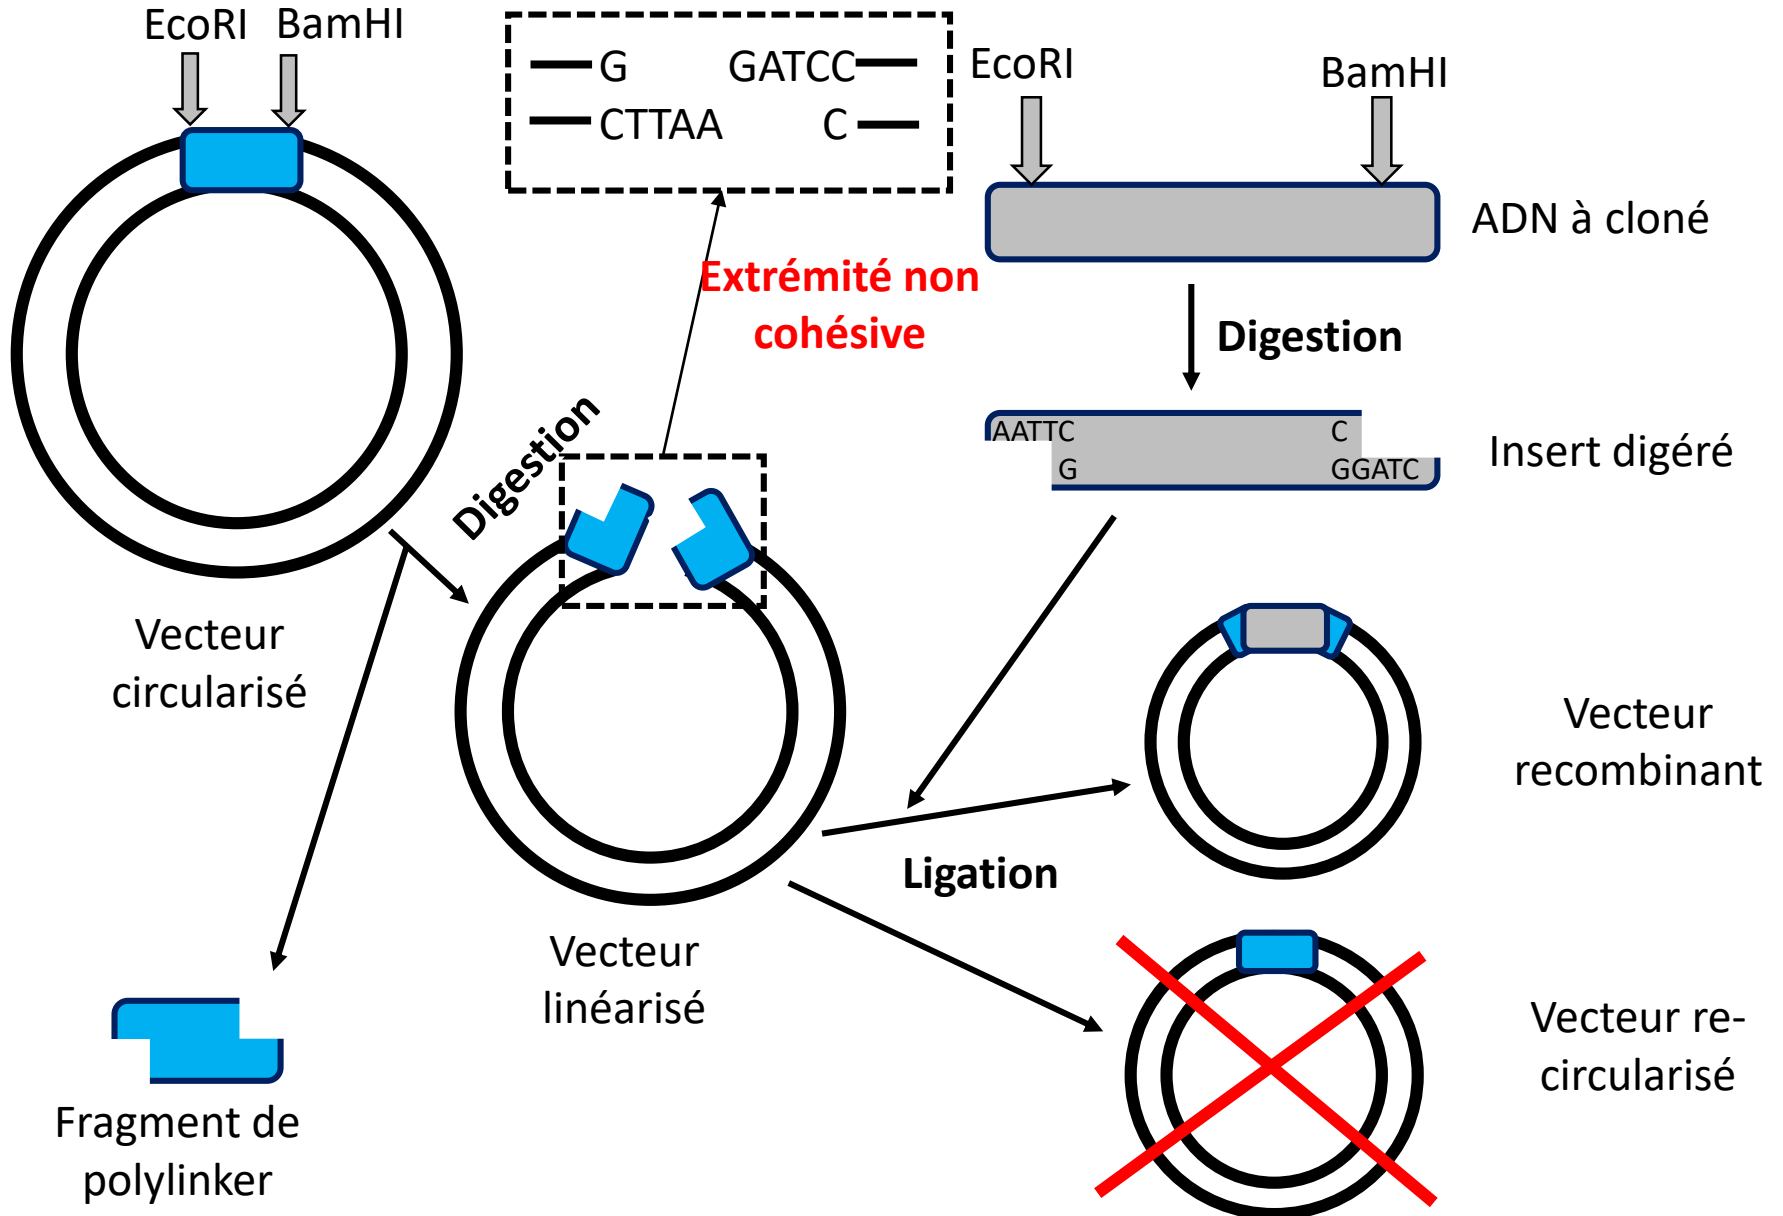 EcoRI BamHI
G GATCC
CTTAA C
EcoRI
BamHI
ADN à cloné
Extrémité non
cohésive
Digestion
AATTC C
G GGATC
Insert digéré
Digestion
Vecteur
circularisé
Vecteur
recombinant
Ligation
Vecteur
linéarisé
Vecteur re-
circularisé
Fragment de
polylinker